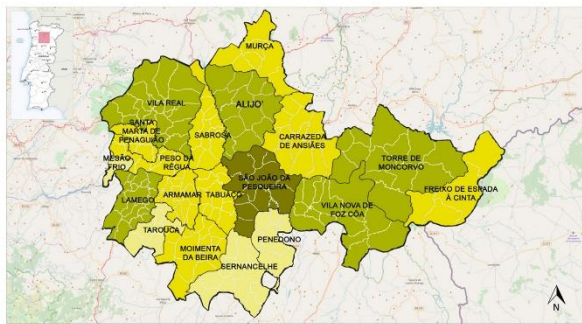 MURÇA
VILA REAL
ALIJO'
SANTA
MARTA DE
PENAGUIÃO
SABROSA
CARRAZEDA
DE ANSIÃES
MESÃO
FRIO
PESO DA
RÉGUA
SÃO JOÃO DA
PESQUEIRA
TORRE DE
MONCORVO
FREIXO DE ESPADA
À CINTA
LAMEGO
ARMAMAR
TABUAÇO
VILA NOVA DE
FOZ CÔA
TAROUCA
MOIMENTA
DA BEIRA
PENEDONO
SERNANCELHE
N